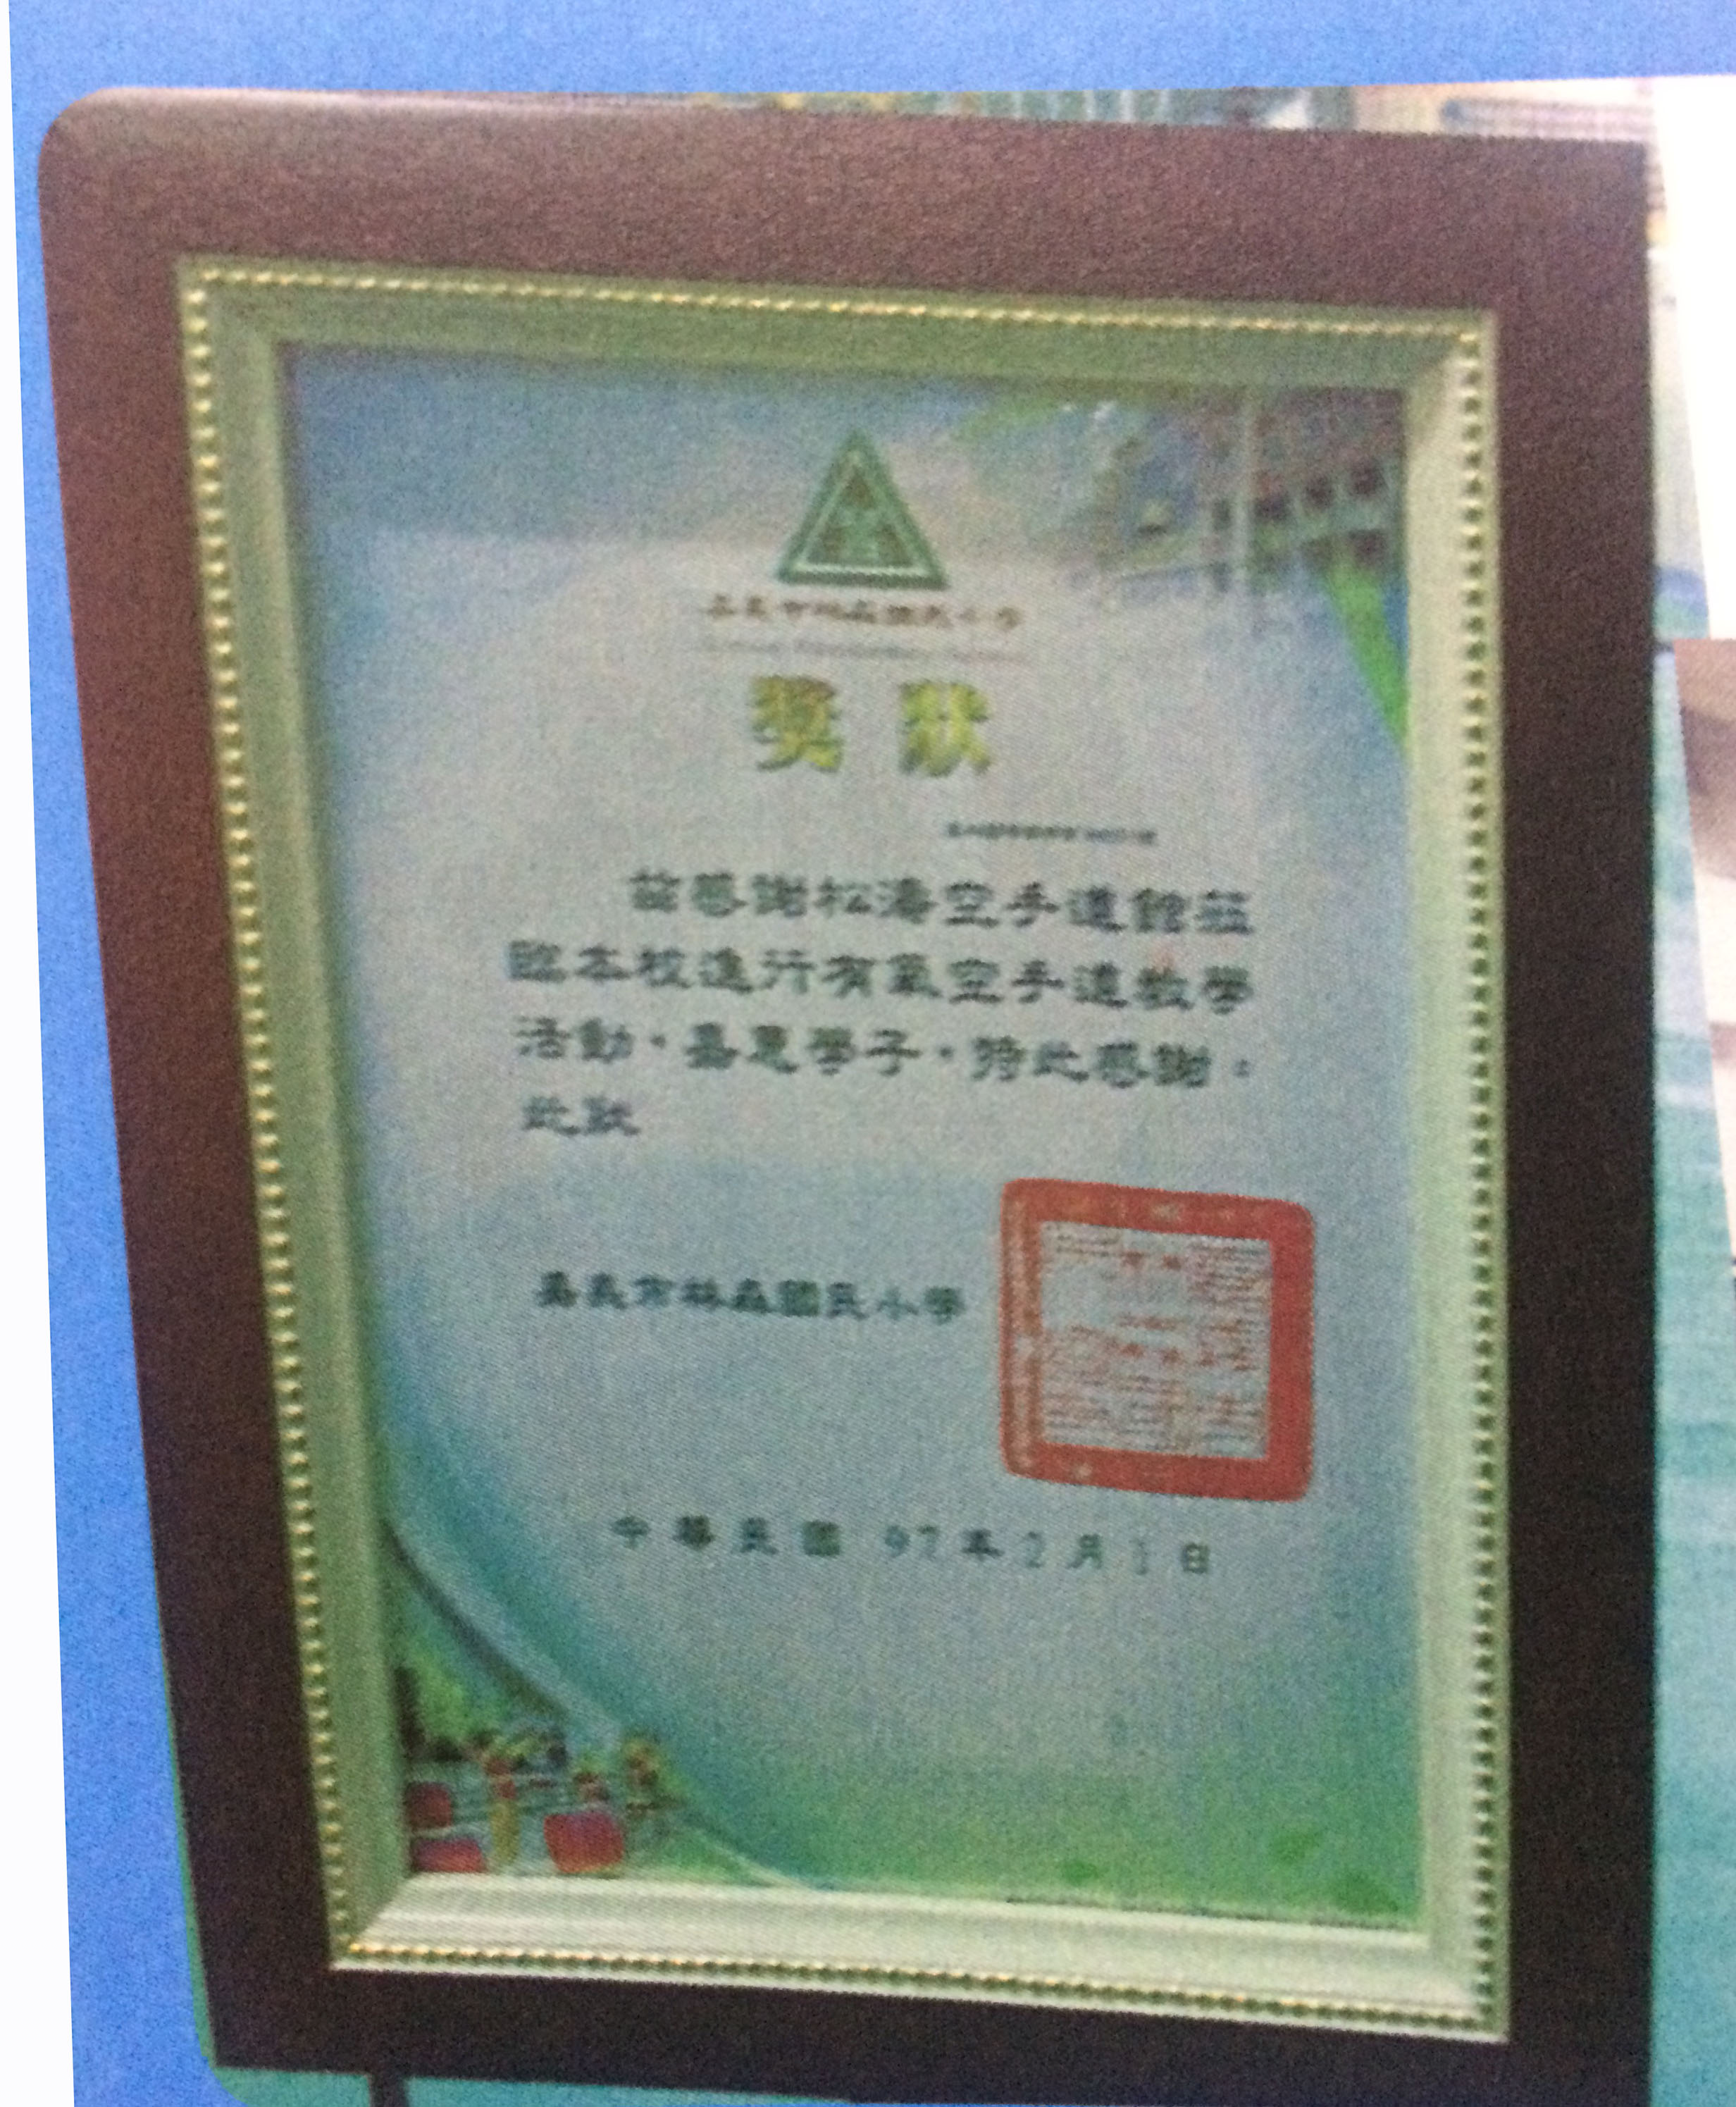 嘉義市林森國民小學
獎狀
茲感謝松濤空手道館蒞
臨本校進行有氧空手道教學
活動，嘉惠學子，特此感謝。
此狀
嘉義市林森國民小學
中華民國 97年2月1日